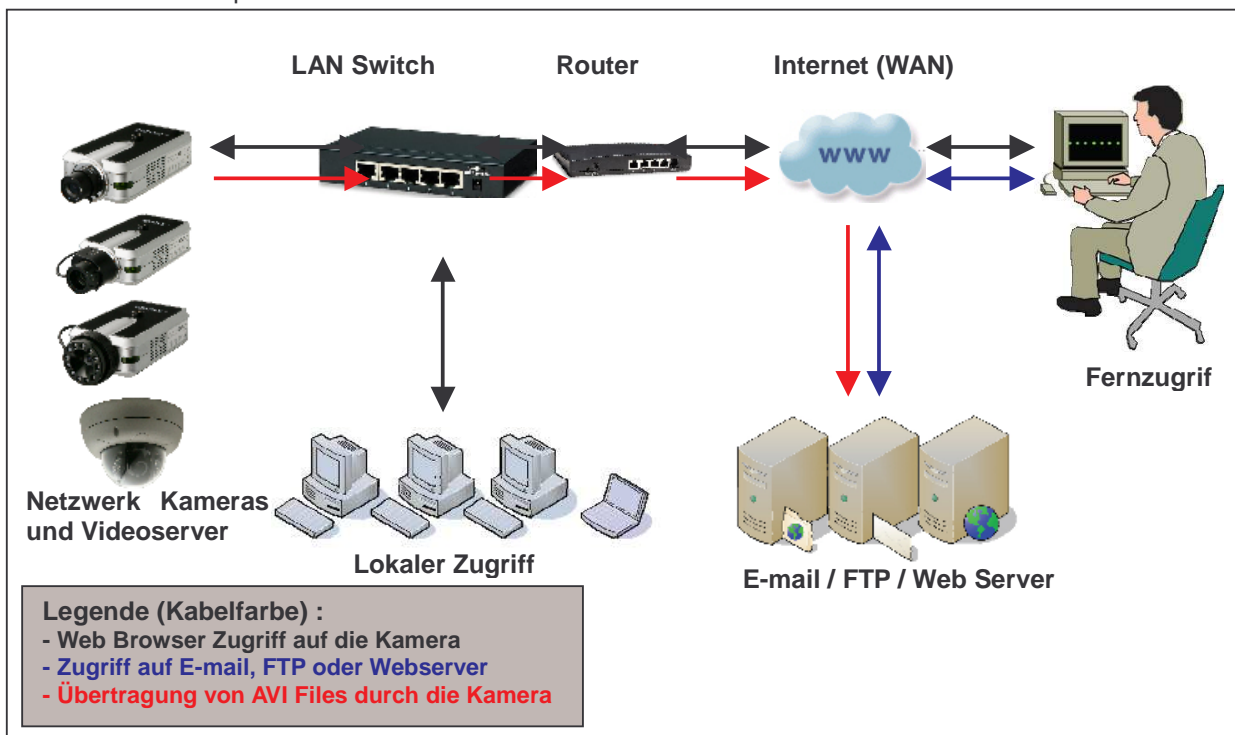 LAN Switch Router Internet (WAN)
www
Fernzugrif
Netzwerk Kameras
und Videoserver
Lokaler Zugriff
E-mail / FTP / Web Server
Legende (Kabelfarbe) :
- Web Browser Zugriff auf die Kamera
- Zugriff auf E-mail, FTP oder Webserver
- Übertragung von AVI Files durch die Kamera